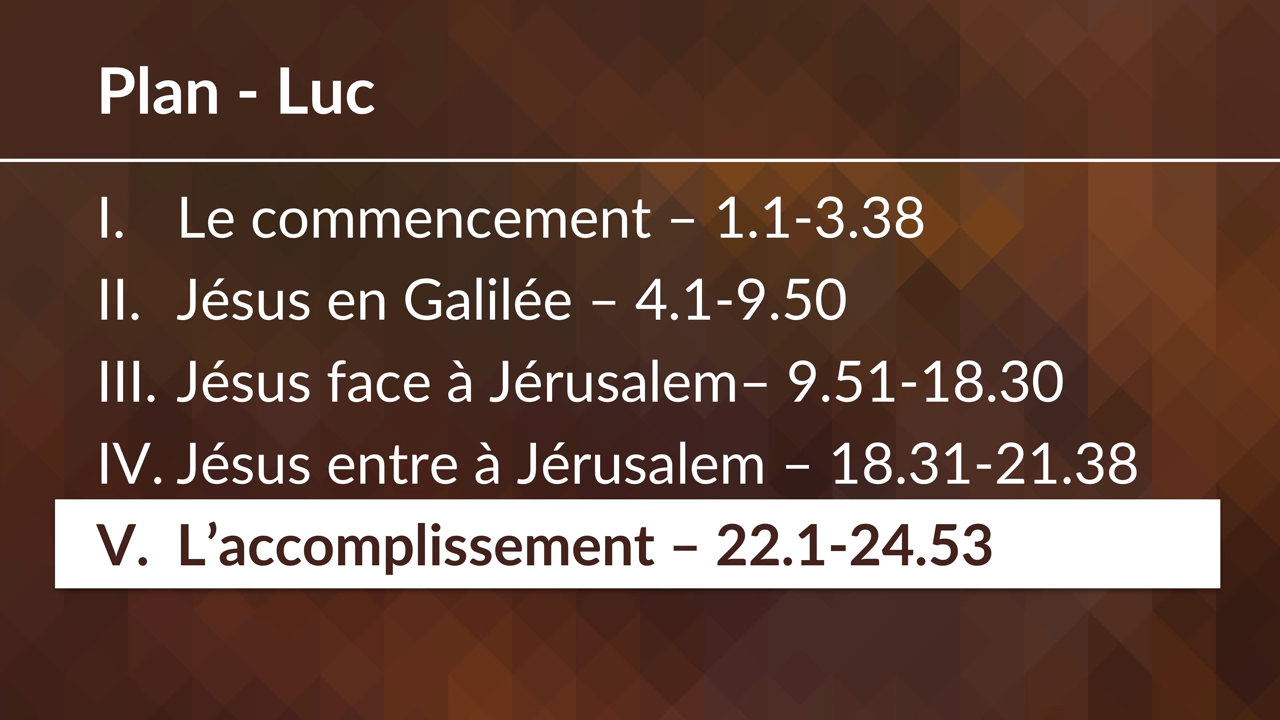 Plan - Luc
I. Le commencement – 1.1-3.38
II. Jésus en Galilée – 4.1-9.50
III. Jésus face à Jérusalem– 9.51-18.30
IV. Jésus entre à Jérusalem – 18.31-21.38
V. L’accomplissement – 22.1-24.53